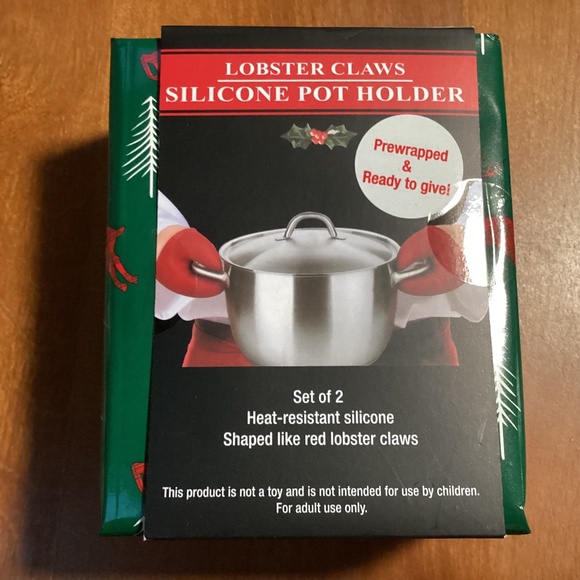 LOBSTER CLAWS
SILICONE POT HOLDER
Prewrapped
&
Ready to give!
Set of 2
Heat-resistant silicone
Shaped like red lobster claws
This product is not a toy and is not intended for use by children.
For adult use only.